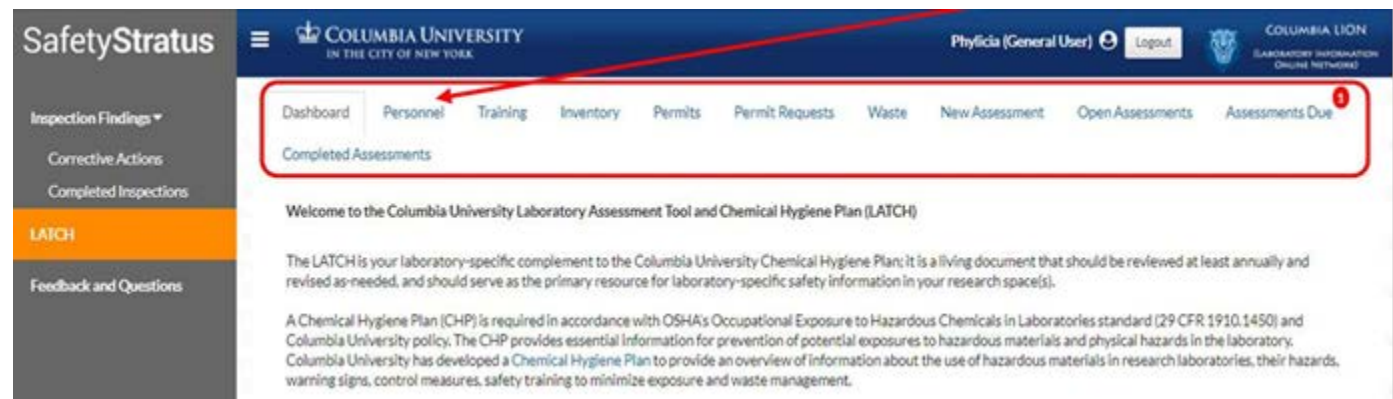 SafetyStratus
COLUMBIA UNIVERSITY
IN THE CITY OF NEW YORK
Phylicia (General User)
Logout
COLUMBIA LION
(LABORATORY INFORMATION
ONLINE NETWORK)
Inspection Findings
Corrective Actions
Completed Inspections
LATCH
Feedback and Questions
Dashboard Personnel Training Inventory Permits Permit Requests Waste New Assessment Open Assessments Assessments Due 1
Completed Assessments
Welcome to the Columbia University Laboratory Assessment Tool and Chemical Hygiene Plan (LATCH)
The LATCH is your laboratory-specific complement to the Columbia University Chemical Hygiene Plan; it is a living document that should be reviewed at least annually and
revised as-needed, and should serve as the primary resource for laboratory-specific safety information in your research space(s).
A Chemical Hygiene Plan (CHP) is required in accordance with OSHA's Occupational Exposure to Hazardous Chemicals in Laboratories standard (29 CFR 1910.1450) and
Columbia University policy. The CHP provides essential information for prevention of potential exposures to hazardous materials and physical hazards in the laboratory.
Columbia University has developed a Chemical Hygiene Plan to provide an overview of information about the use of hazardous materials in research laboratories, their hazards,
warning signs, control measures, safety training to minimize exposure and waste management.